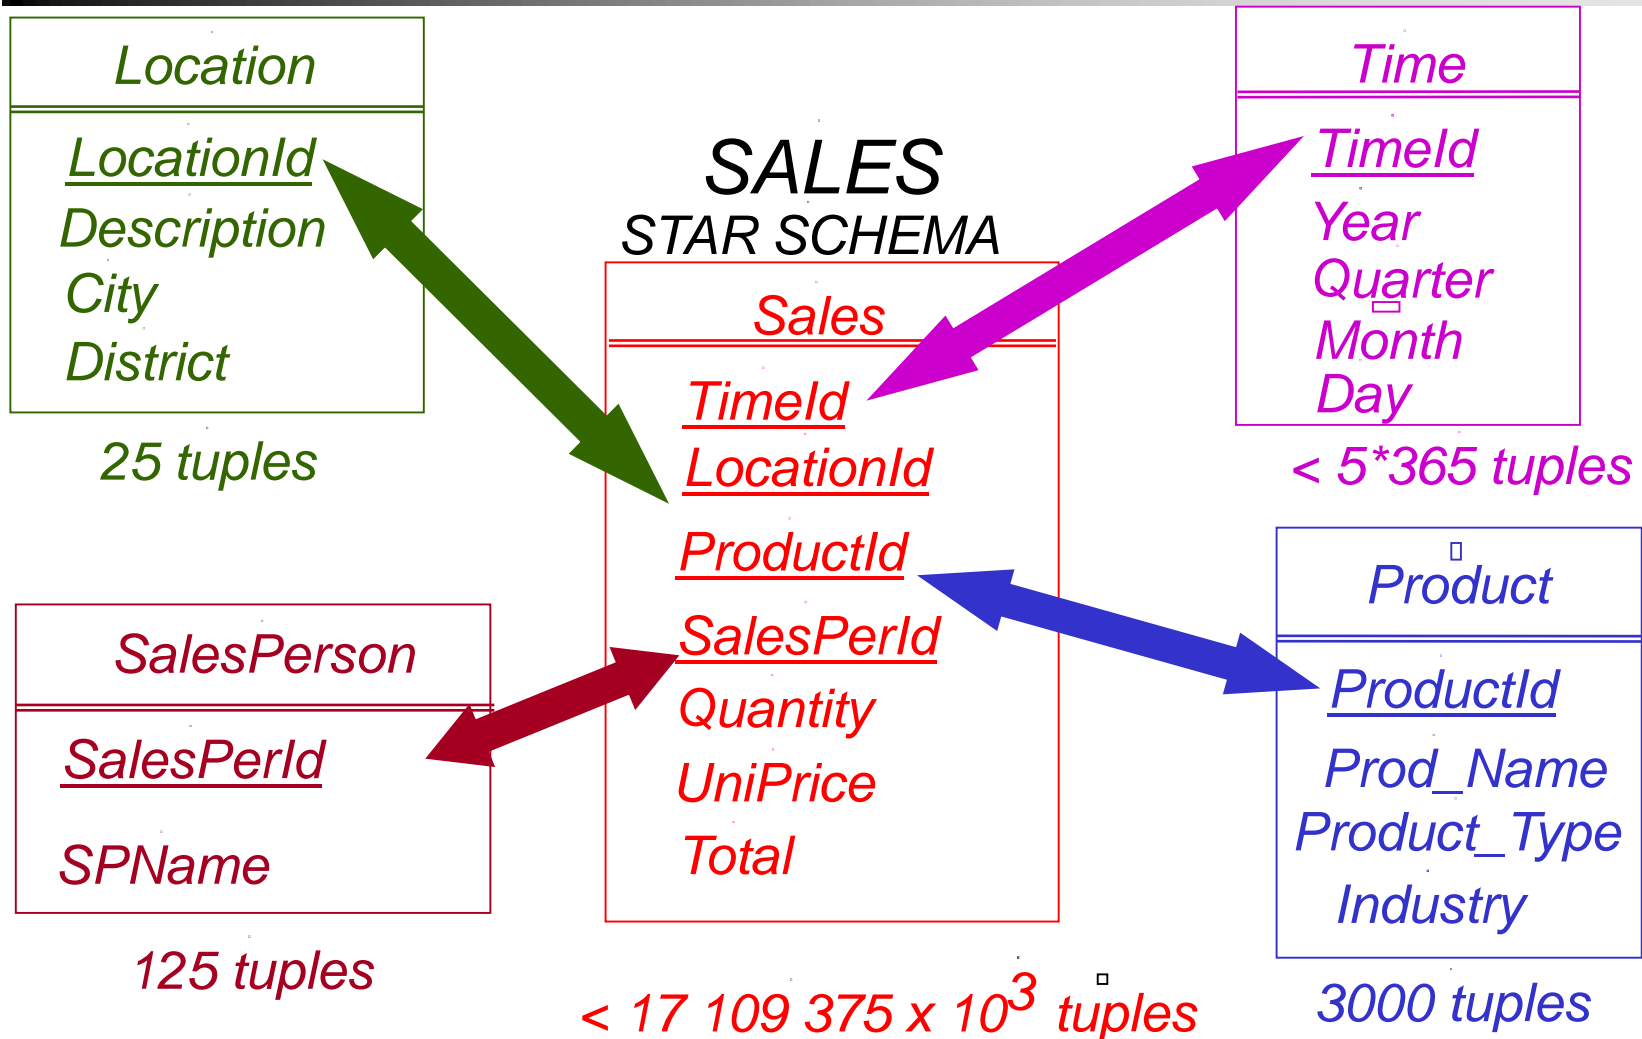 Location
LocationId
Description
City
District
25 tuples
SALES
STAR SCHEMA
Time
TimeId
Year
Quarter
Month
Day
< 5*365 tuples
Sales
TimeId
LocationId
ProductId
SalesPerId
Quantity
UniPrice
Total
< 17 109 375 x 10³ tuples
SalesPerson
SalesPerId
SPName
125 tuples
Product
ProductId
Prod_Name
Product_Type
Industry
3000 tuples